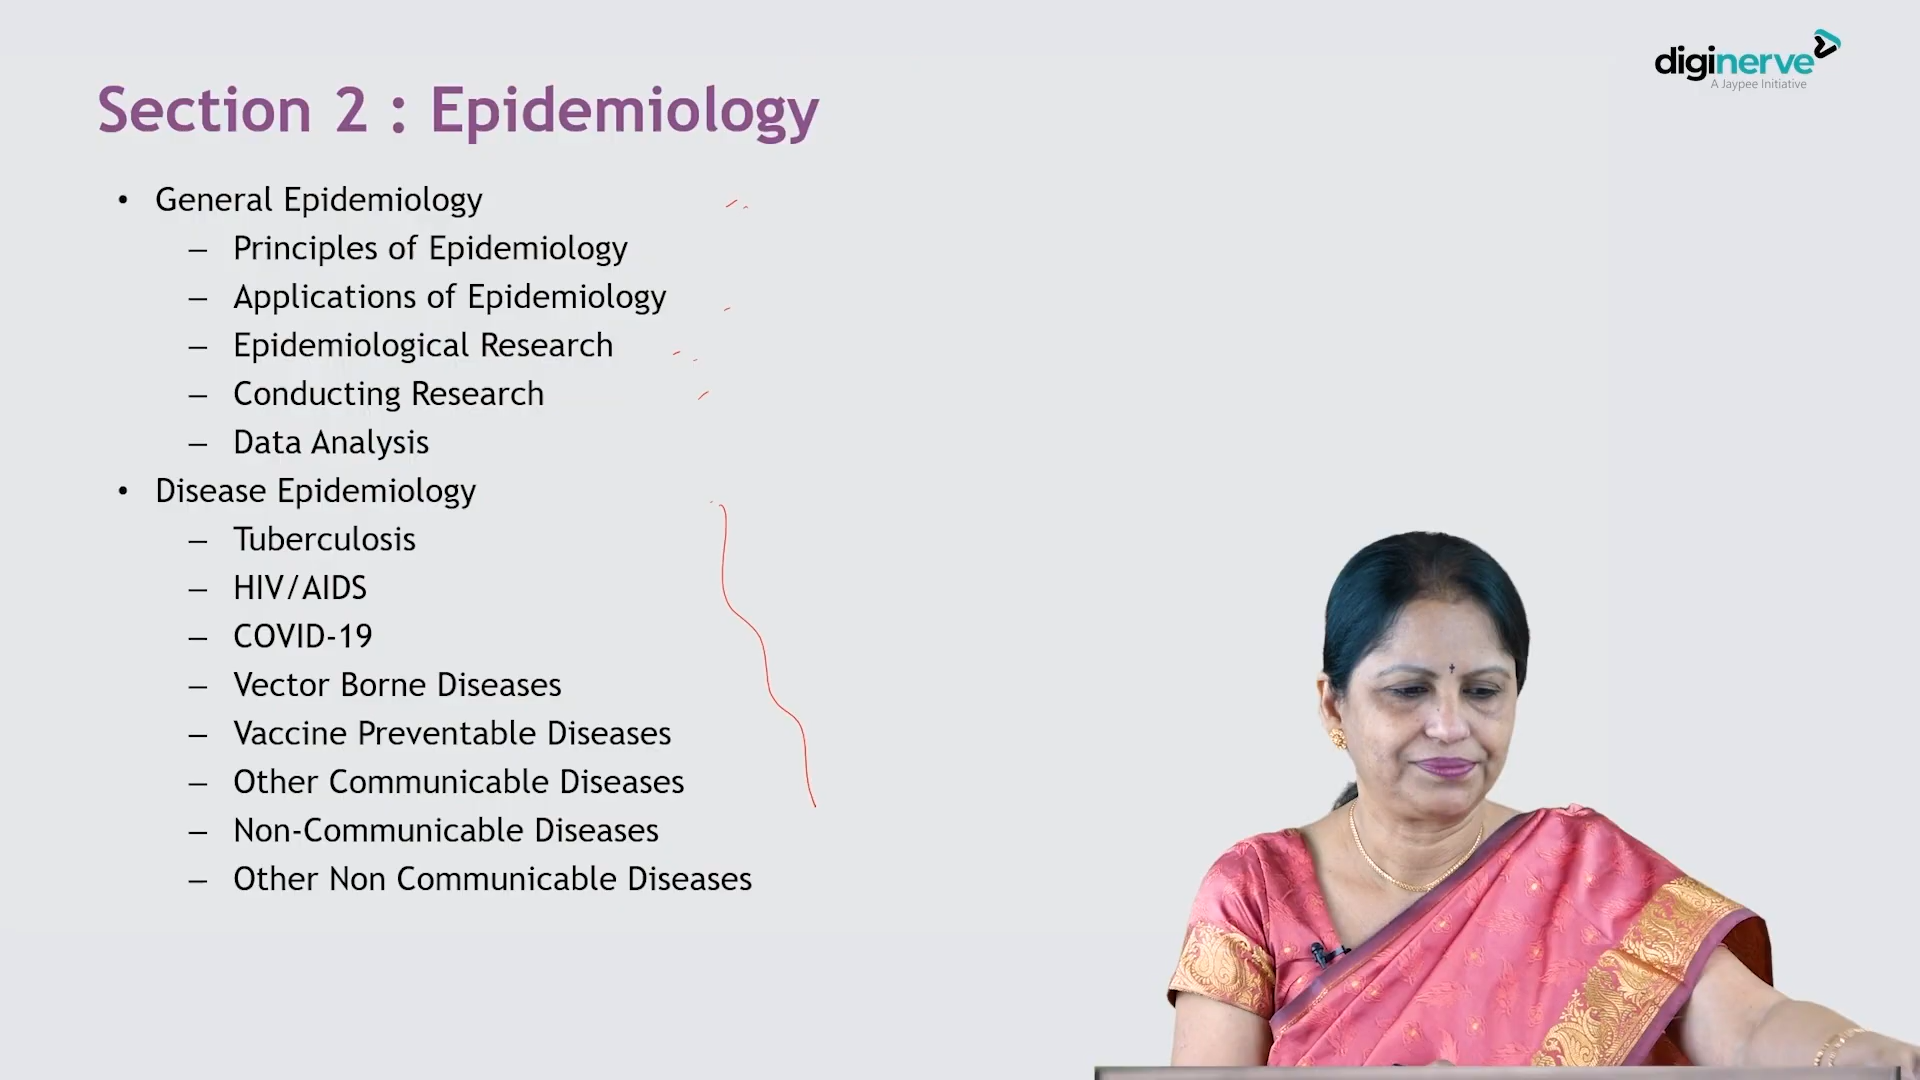 diginerve
A Jaypee Initiative
Section 2 : Epidemiology
• General Epidemiology
– Principles of Epidemiology
– Applications of Epidemiology
– Epidemiological Research
– Conducting Research
– Data Analysis
• Disease Epidemiology
– Tuberculosis
– HIV/AIDS
– COVID-19
– Vector Borne Diseases
– Vaccine Preventable Diseases
– Other Communicable Diseases
– Non-Communicable Diseases
– Other Non Communicable Diseases